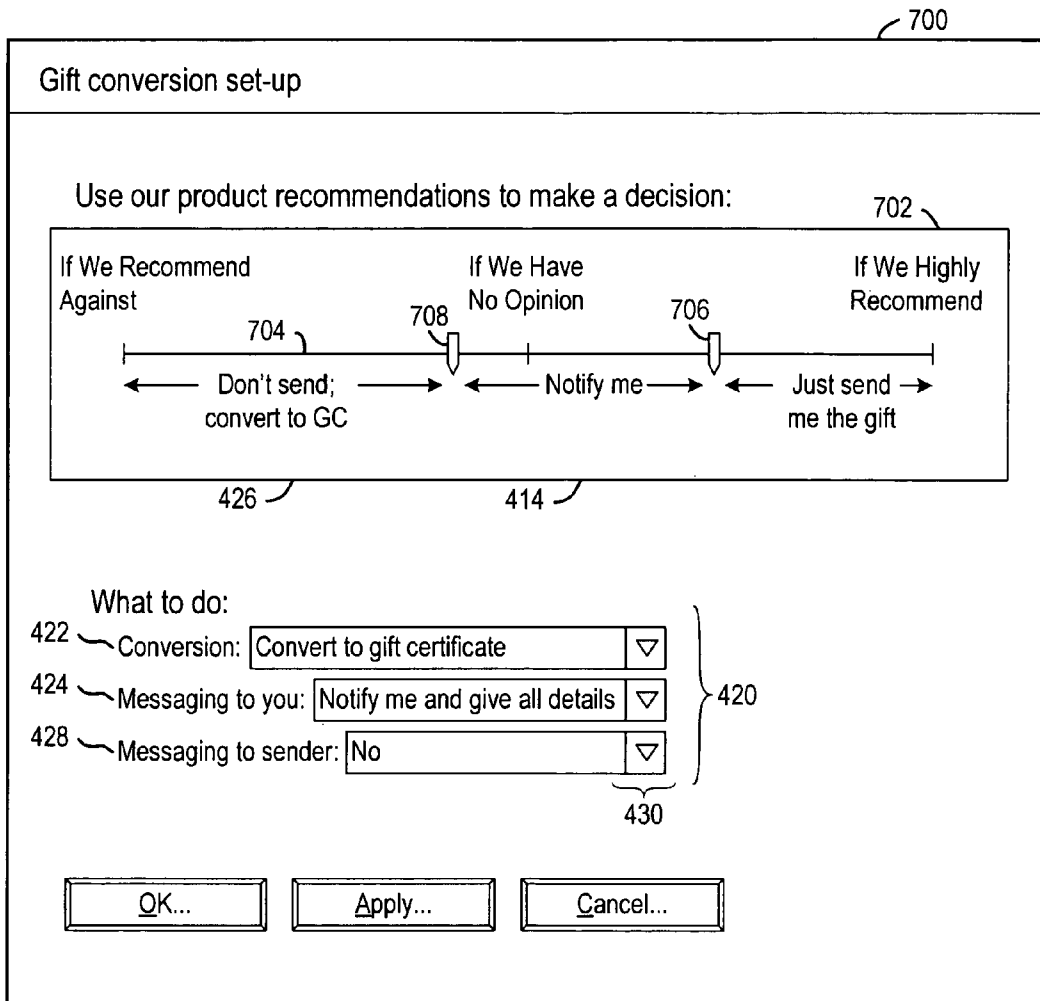 700
Gift conversion set-up
Use our product recommendations to make a decision:
702
If We Recommend
Against
If We Have
No Opinion
If We Highly
Recommend
704
708
706
Don't send;
convert to GC
Notify me
Just send
me the gift
426
414
What to do:
422 Conversion: Convert to gift certificate
424 Messaging to you: Notify me and give all details
420
428 Messaging to sender: No
430
OK...
Apply...
Cancel...